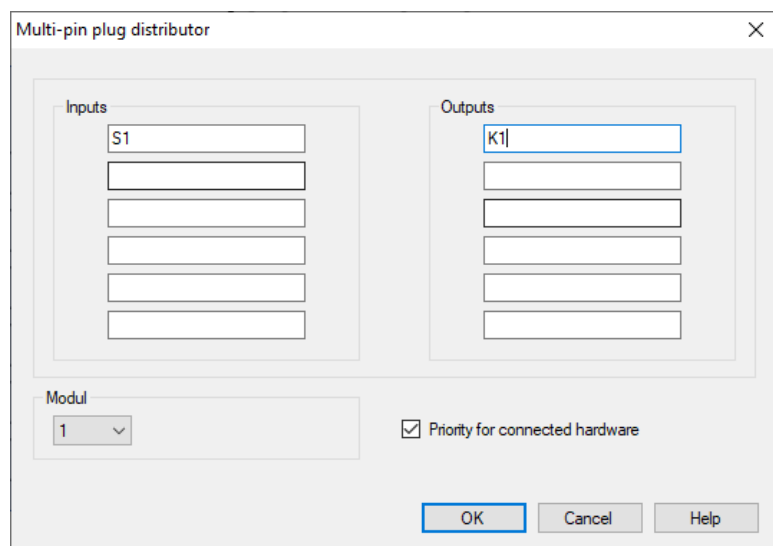 Multi-pin plug distributor
Inputs
Outputs
S1
K1
Modul
1
Priority for connected hardware
OK
Cancel
Help